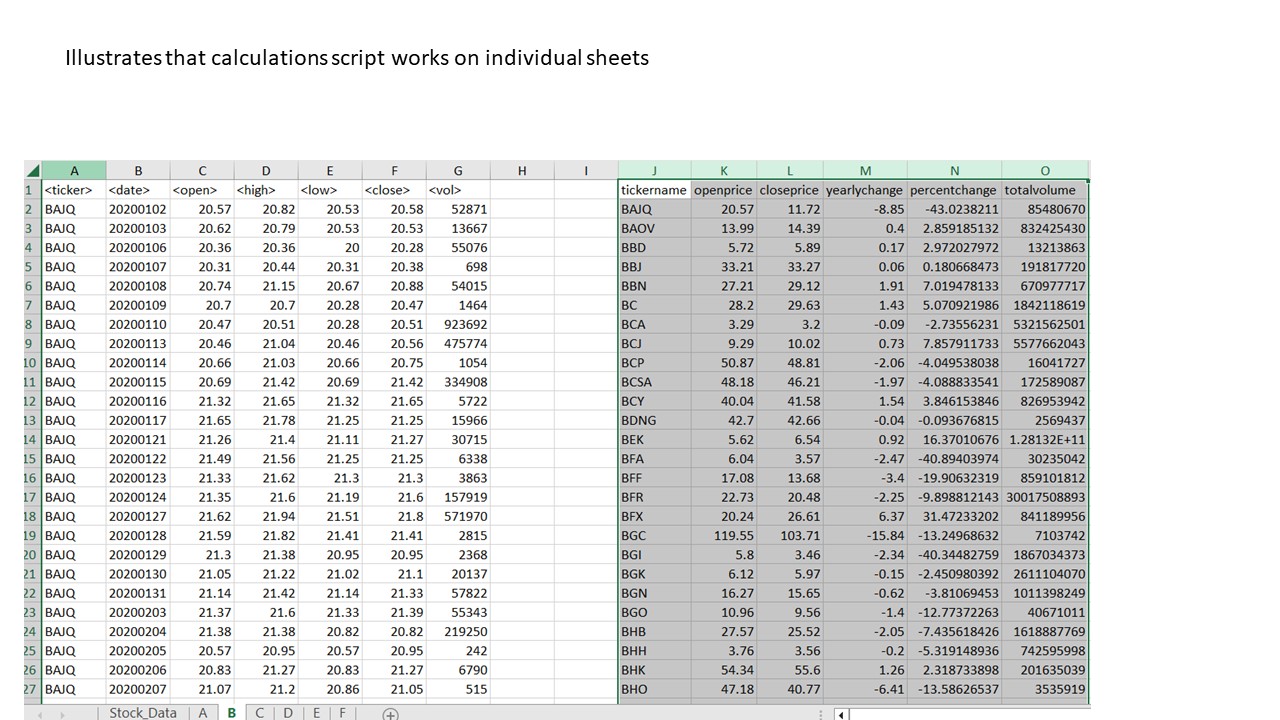 Illustrates that calculations script works on individual sheets
A B C D E F G H I J K L M N O
1 <ticker> <date> <open> <high> <low> <close> <vol> tickername openprice closeprice yearlychange percentchange totalvolume
2 BAJQ 20200102 20.57 20.82 20.53 20.58 52871 BAJQ 20.57 11.72 -8.85 -43.0238211 85480670
3 BAJQ 20200103 20.62 20.79 20.53 20.53 13667 BAOV 13.99 14.39 0.4 2.859185132 832425430
4 BAJQ 20200106 20.36 20.36 20 20.28 55076 BBD 5.72 5.89 0.17 2.972027972 13213863
5 BAJQ 20200107 20.31 20.44 20.31 20.38 698 BBJ 33.21 33.27 0.06 0.180668473 191817720
6 BAJQ 20200108 20.74 21.15 20.67 20.88 54015 BBN 27.21 29.12 1.91 7.019478133 670977717
7 BAJQ 20200109 20.7 20.7 20.28 20.47 1464 BC 28.2 29.63 1.43 5.070921986 1842118619
8 BAJQ 20200110 20.47 20.51 20.28 20.51 923692 BCA 3.29 3.2 -0.09 -2.73556231 5321562501
9 BAJQ 20200113 20.46 21.04 20.46 20.56 475774 BCJ 9.29 10.02 0.73 7.857911733 5577662043
10 BAJQ 20200114 20.66 21.03 20.66 20.75 1054 BCP 50.87 48.81 -2.06 -4.049538038 16041727
11 BAJQ 20200115 20.69 21.42 20.69 21.42 334908 BCSA 48.18 46.21 -1.97 -4.088833541 172589087
12 BAJQ 20200116 21.32 21.65 21.32 21.65 5722 BCY 40.04 41.58 1.54 3.846153846 826953942
13 BAJQ 20200117 21.65 21.78 21.25 21.25 15966 BDNG 42.7 42.66 -0.04 -0.093676815 2569437
14 BAJQ 20200121 21.26 21.4 21.11 21.27 30715 BEK 5.62 6.54 0.92 16.37010676 1.28132E+11
15 BAJQ 20200122 21.49 21.56 21.25 21.25 6338 BFA 6.04 3.57 -2.47 -40.89403974 30235042
16 BAJQ 20200123 21.33 21.62 21.3 21.3 3863 BFF 17.08 13.68 -3.4 -19.90632319 859101812
17 BAJQ 20200124 21.35 21.6 21.19 21.6 157919 BFR 22.73 20.48 -2.25 -9.898812143 30017508893
18 BAJQ 20200127 21.62 21.94 21.51 21.8 571970 BFX 20.24 26.61 6.37 31.47233202 841189956
19 BAJQ 20200128 21.59 21.82 21.41 21.41 2815 BGC 119.55 103.71 -15.84 -13.24968632 7103742
20 BAJQ 20200129 21.3 21.38 20.95 20.95 2368 BGI 5.8 3.46 -2.34 -40.34482759 1867034373
21 BAJQ 20200130 21.05 21.22 21.02 21.1 20137 BGK 6.12 5.97 -0.15 -2.450980392 2611104070
22 BAJQ 20200131 21.14 21.42 21.14 21.33 57822 BGN 16.27 15.65 -0.62 -3.81069453 1011398249
23 BAJQ 20200203 21.37 21.6 21.33 21.39 55343 BGO 10.96 9.56 -1.4 -12.77372263 40671011
24 BAJQ 20200204 21.38 21.38 20.82 20.82 219250 BHB 27.57 25.52 -2.05 -7.435618426 1618887769
25 BAJQ 20200205 20.57 20.95 20.57 20.95 242 BHH 3.76 3.56 -0.2 -5.319148936 742595998
26 BAJQ 20200206 20.83 21.27 20.83 21.27 6790 BHK 54.34 55.6 1.26 2.318733898 201635039
27 BAJQ 20200207 21.07 21.2 20.86 21.05 515 BHO 47.18 40.77 -6.41 -13.58626537 3535919
Stock_Data A B C D E F